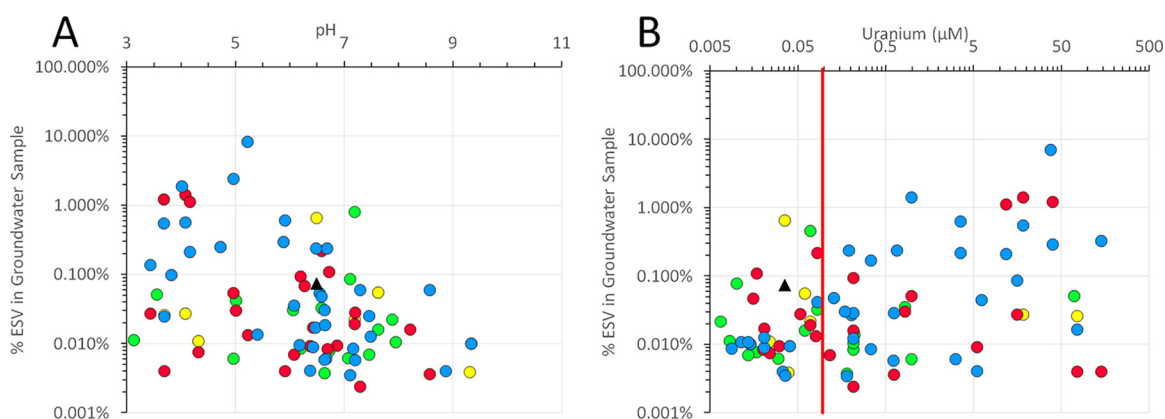 A
pH
3 5 7 9 11
100.000%
10.000%
1.000%
0.100%
0.010%
0.001%
% ESV in Groundwater Sample
B
Uranium (µM)
0.005 0.05 0.5 5 50 500
100.000%
10.000%
1.000%
0.100%
0.010%
0.001%
% ESV in Groundwater Sample